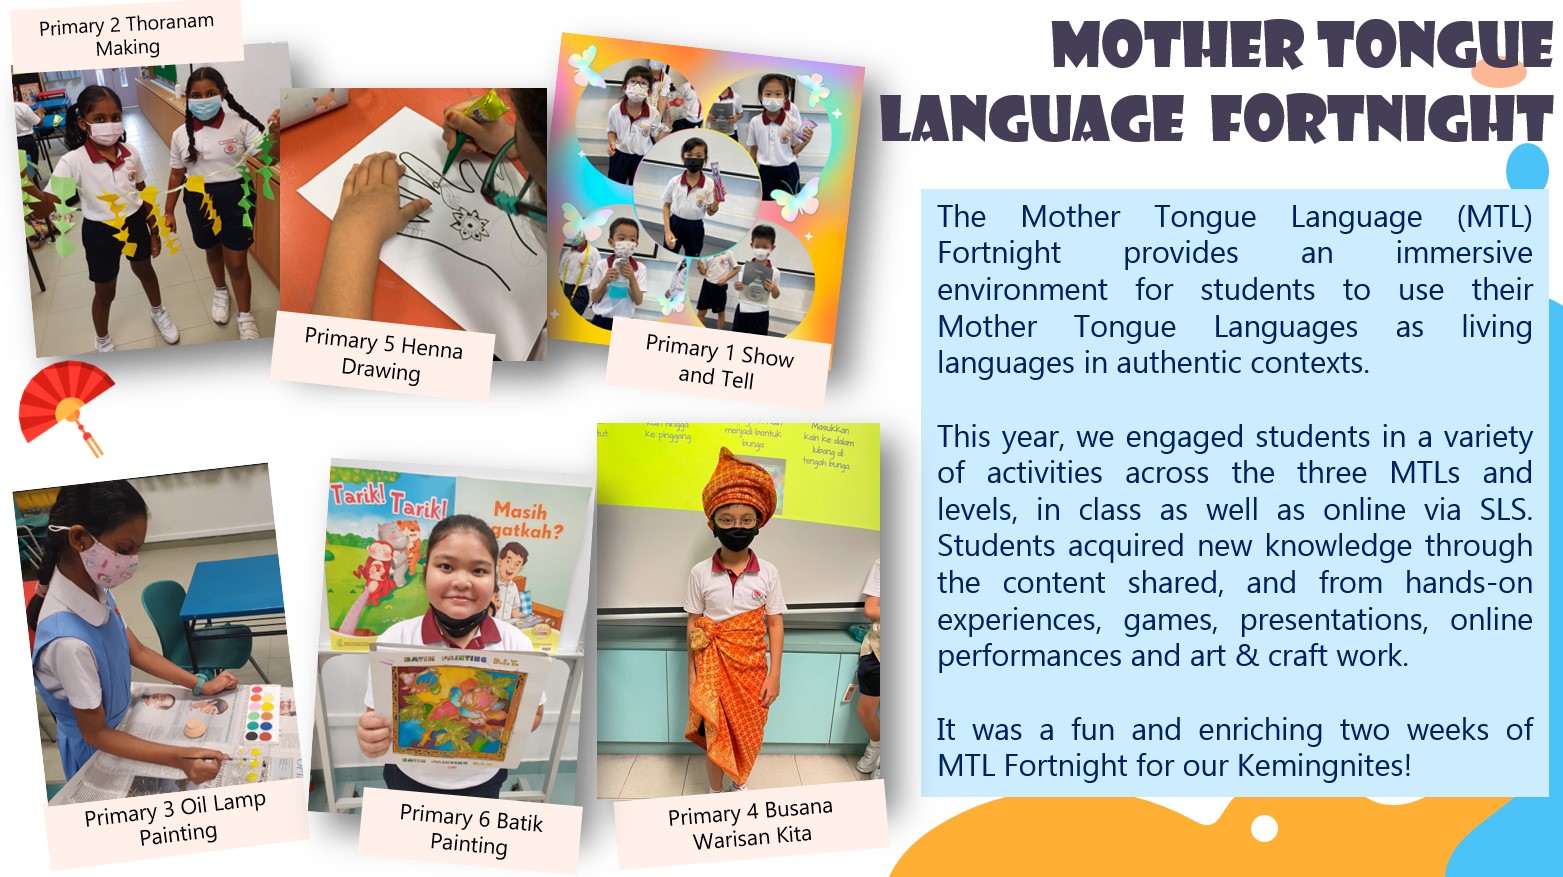 Primary 2 Thoranam
Making
Primary 5 Henna
Drawing
Primary 1 Show
and Tell
MOTHER TONGUE
LANGUAGE FORTNIGHT
The Mother Tongue Language (MTL)
Fortnight provides an immersive
environment for students to use their
Mother Tongue Languages as living
languages in authentic contexts.
This year, we engaged students in a variety
of activities across the three MTLs and
levels, in class as well as online via SLS.
Students acquired new knowledge through
the content shared, and from hands-on
experiences, games, presentations, online
performances and art & craft work.
It was a fun and enriching two weeks of
MTL Fortnight for our Kemingnites!
Tarik! Tarik!
Masih
gatkah?
BATIK PAINTING D.I.Y.
BATIK PAINTING
ke pinggang
menjadi bentuk
bunga
Masukkan
kain ke dalam
lubang di
tengah bunga.
Primary 3 Oil Lamp
Painting
Primary 6 Batik
Painting
Primary 4 Busana
Warisan Kita